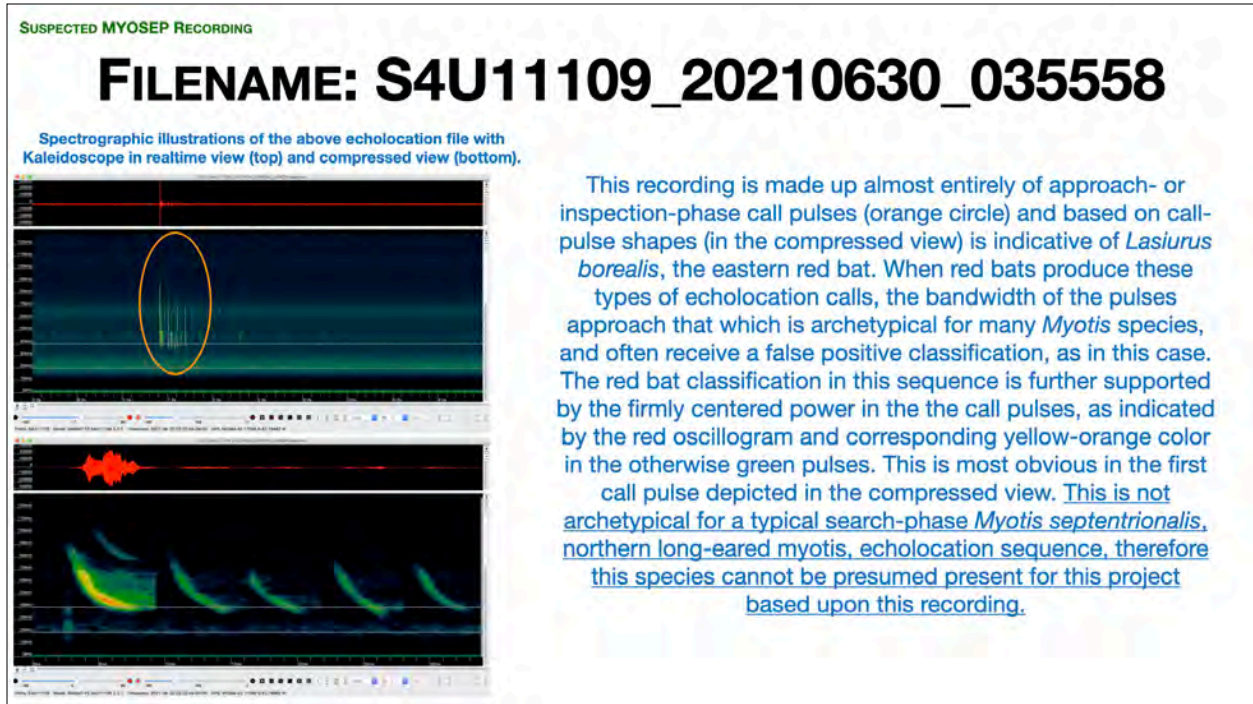 SUSPECTED MYOSEP RECORDING
FILENAME: S4U11109_20210630_035558
Spectrographic illustrations of the above echolocation file with
Kaleidoscope in realtime view (top) and compressed view (bottom).
This recording is made up almost entirely of approach- or
inspection-phase call pulses (orange circle) and based on call-
pulse shapes (in the compressed view) is indicative of Lasiurus
borealis, the eastern red bat. When red bats produce these
types of echolocation calls, the bandwidth of the pulses
approach that which is archetypical for many Myotis species,
and often receive a false positive classification, as in this case.
The red bat classification in this sequence is further supported
by the firmly centered power in the the call pulses, as indicated
by the red oscillogram and corresponding yellow-orange color
in the otherwise green pulses. This is most obvious in the first
call pulse depicted in the compressed view. This is not
archetypical for a typical search-phase Myotis septentrionalis,
northern long-eared myotis, echolocation sequence, therefore
this species cannot be presumed present for this project
based upon this recording.